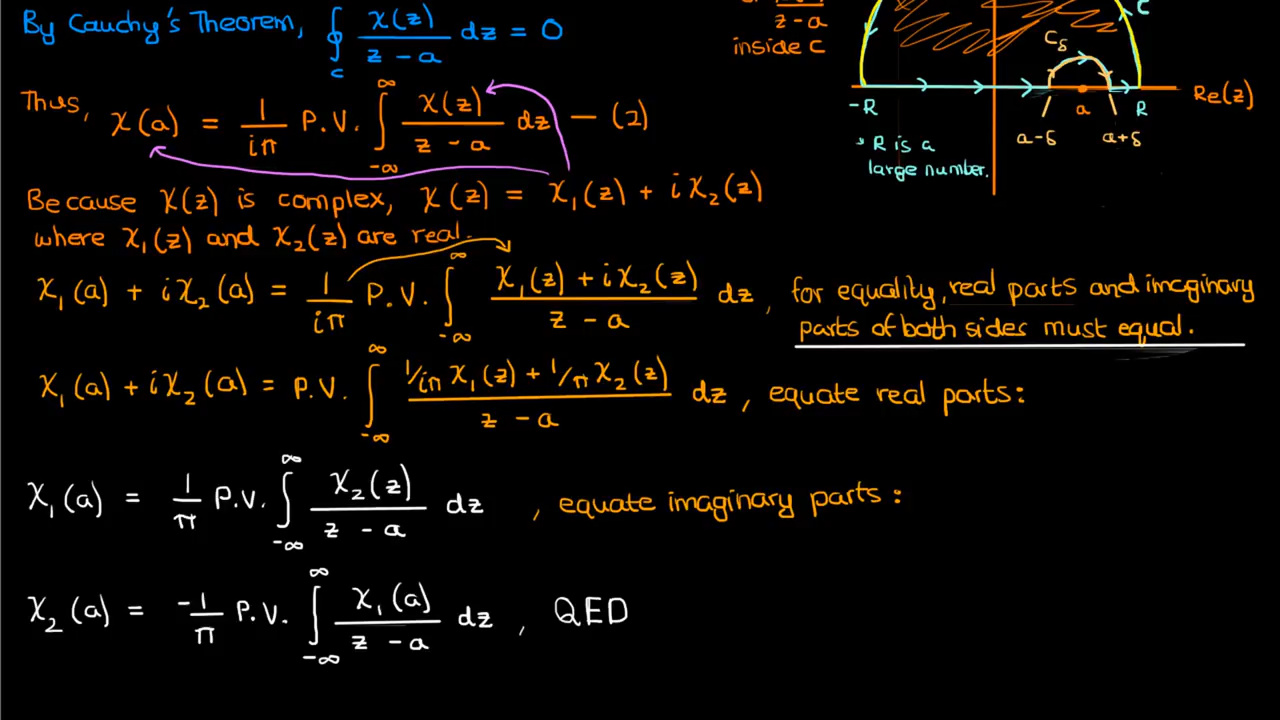 By Cauchy's Theorem, ∮_C χ(z)/(z - a) dz = 0
z - a
inside C
C
C_δ
-R
a
R
Re(z)
a-δ
a+δ
* R is a
large number.
Thus, χ(a) = 1/(iπ) P.V. ∫_{-∞}^{∞} χ(z)/(z - a) dz — (2)
Because χ(z) is complex, χ(z) = χ₁(z) + iχ₂(z)
where χ₁(z) and χ₂(z) are real.
χ₁(a) + iχ₂(a) = 1/(iπ) P.V. ∫_{-∞}^{∞} (χ₁(z) + iχ₂(z))/(z - a) dz, for equality, real parts and imaginary
parts of both sides must equal.
χ₁(a) + iχ₂(a) = P.V. ∫_{-∞}^{∞} (1/iπ χ₁(z) + 1/π χ₂(z))/(z - a) dz, equate real parts:
χ₁(a) = 1/π P.V. ∫_{-∞}^{∞} χ₂(z)/(z - a) dz, equate imaginary parts:
χ₂(a) = -1/π P.V. ∫_{-∞}^{∞} χ₁(a)/(z - a) dz, QED